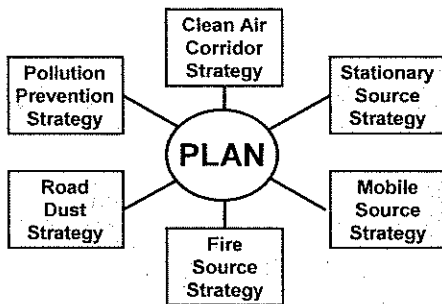 Clean Air
Corridor
Strategy
Pollution
Prevention
Strategy
Stationary
Source
Strategy
PLAN
Road
Dust
Strategy
Mobile
Source
Strategy
Fire
Source
Strategy